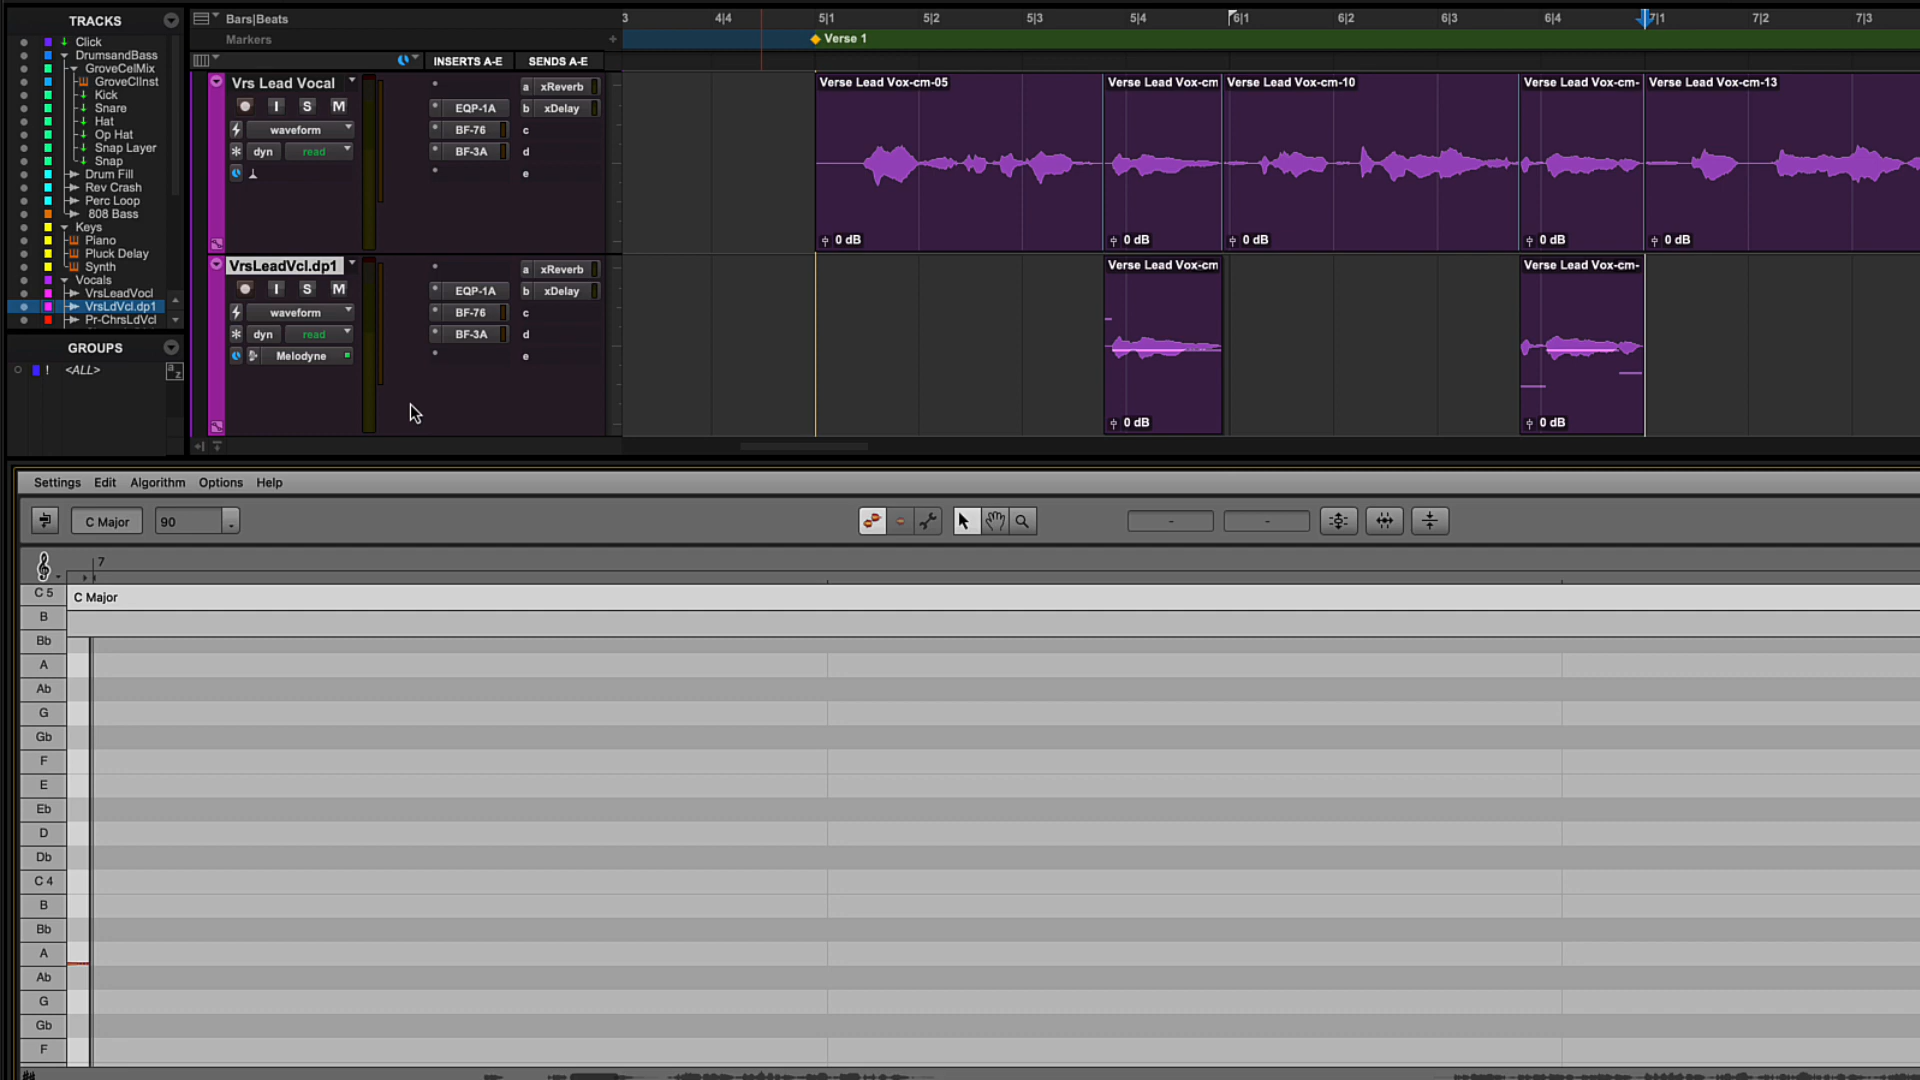 TRACKS
Click
DrumsandBass
GroveCelMix
GroveClInst
Kick
Snare
Hat
Op Hat
Snap Layer
Snap
Drum Fill
Rev Crash
Perc Loop
808 Bass
Keys
Piano
Pluck Delay
Synth
Vocals
VrsLeadVocl
VrsLdVcl.dp1
Pr-ChrsLdVcl
GROUPS
! <ALL> a z
Bars|Beats
3 4|4 5|1 5|2 5|3 5|4 6|1 6|2 6|3 6|4 7|1 7|2 7|3
Markers +
Verse 1
INSERTS A-E SENDS A-E
Vrs Lead Vocal
I S M
waveform
dyn read
EQP-1A
BF-76
BF-3A
a xReverb
b xDelay
c
d
e
Verse Lead Vox-cm-05 Verse Lead Vox-cm Verse Lead Vox-cm-10 Verse Lead Vox-cm- Verse Lead Vox-cm-13
0 dB 0 dB 0 dB 0 dB 0 dB
VrsLeadVcl.dp1
I S M
waveform
dyn read
Melodyne
EQP-1A
BF-76
BF-3A
a xReverb
b xDelay
c
d
e
Verse Lead Vox-cm Verse Lead Vox-cm-
0 dB 0 dB
Settings Edit Algorithm Options Help
C Major 90 - -
7
C 5 C Major
B
Bb
A
Ab
G
Gb
F
E
Eb
D
Db
C 4
B
Bb
A
Ab
G
Gb
F